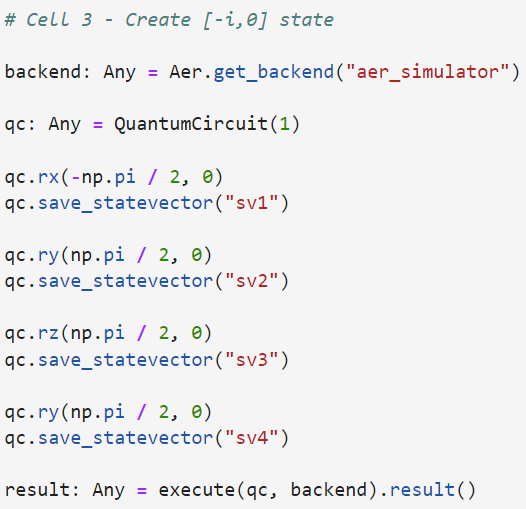 # Cell 3 - Create [-i,0] state
backend: Any = Aer.get_backend("aer_simulator")
qc: Any = QuantumCircuit(1)
qc.rx(-np.pi / 2, 0)
qc.save_statevector("sv1")
qc.ry(np.pi / 2, 0)
qc.save_statevector("sv2")
qc.rz(np.pi / 2, 0)
qc.save_statevector("sv3")
qc.ry(np.pi / 2, 0)
qc.save_statevector("sv4")
result: Any = execute(qc, backend).result()